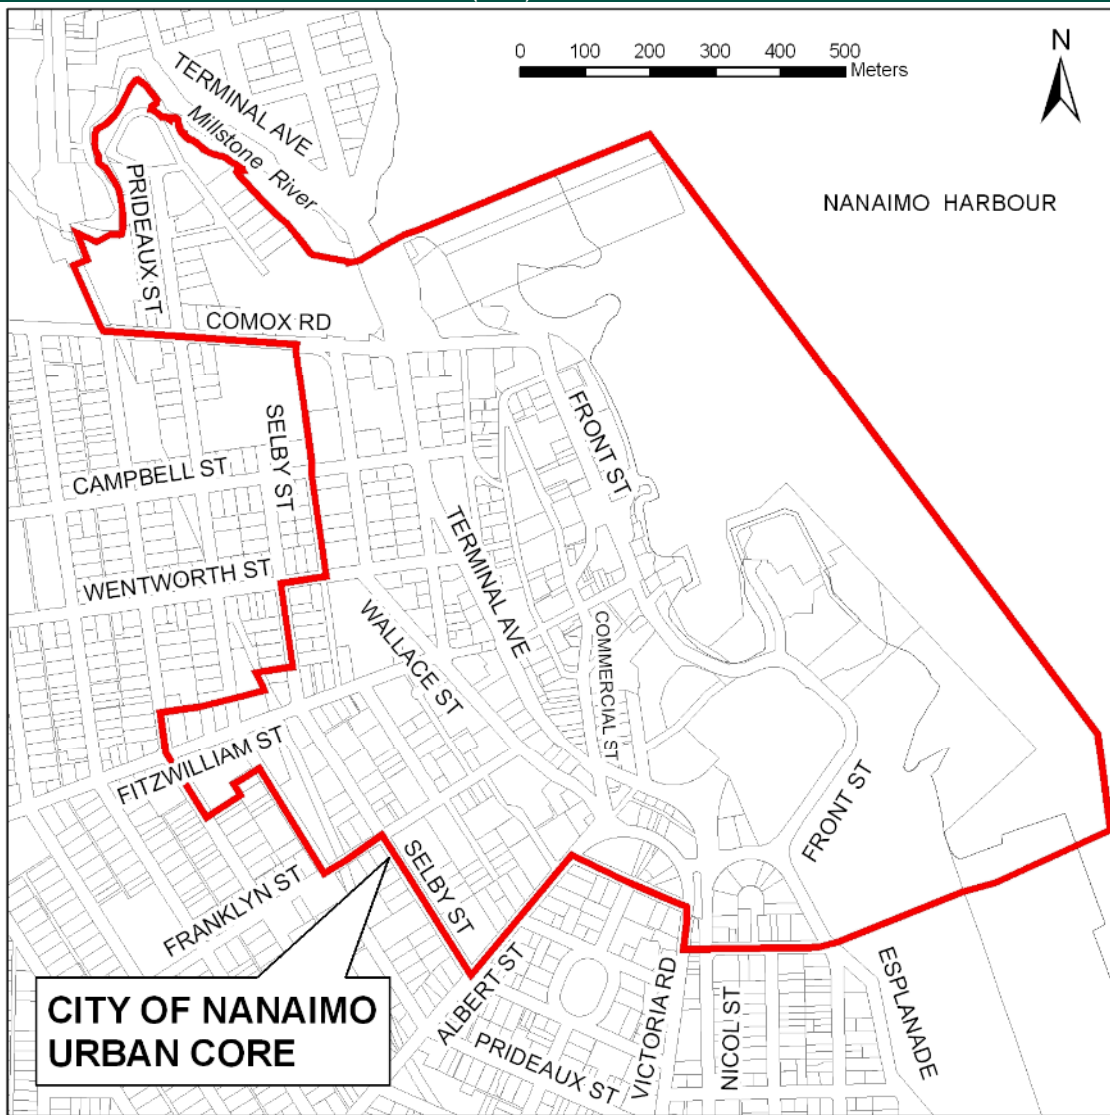 0 100 200 300 400 500
Meters
N
TERMINAL AVE
Millstone River
PRIDEAUX ST
NANAIMO HARBOUR
COMOX RD
SELBY ST
FRONT ST
CAMPBELL ST
TERMINAL AVE
WENTWORTH ST
WALLACE ST
COMMERCIAL ST
FITZWILLIAM ST
FRONT ST
SELBY ST
FRANKLYN ST
ALBERT ST
VICTORIA RD
NICOL ST
ESPLANADE
PRIDEAUX ST
CITY OF NANAIMO
URBAN CORE